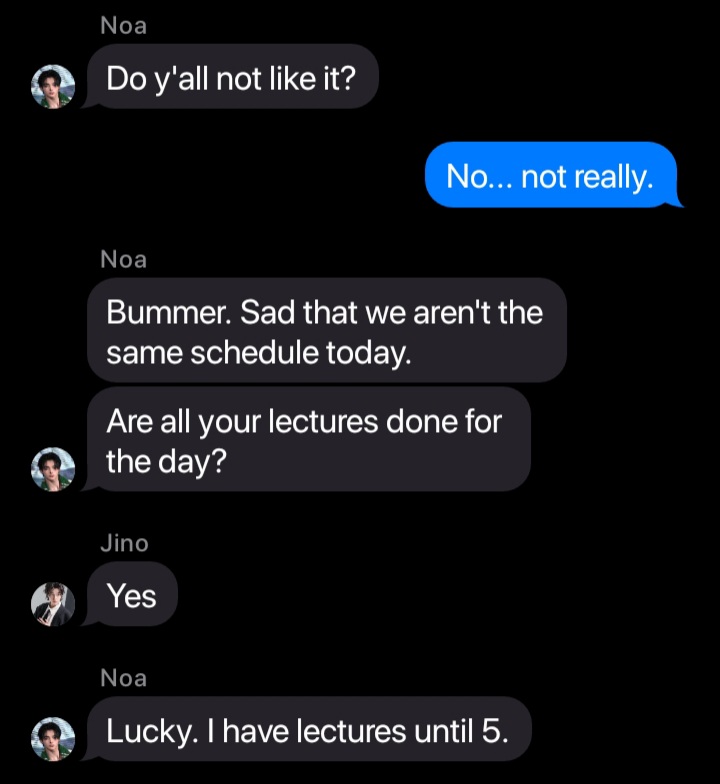 Noa
Do y'all not like it?
No... not really.
Noa
Bummer. Sad that we aren't the
same schedule today.
Are all your lectures done for
the day?
Jino
Yes
Noa
Lucky. I have lectures until 5.